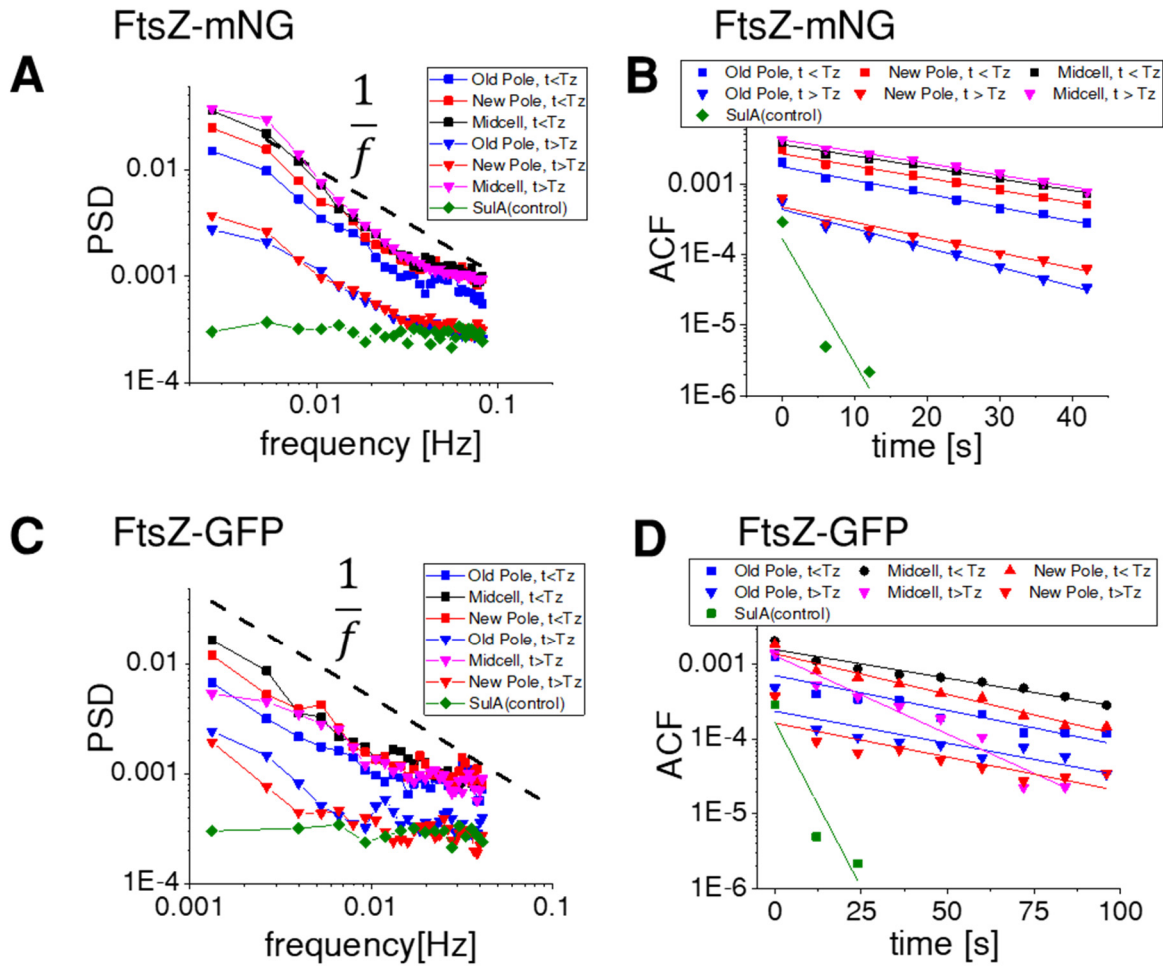 FtsZ-mNG
A
PSD
0.01
0.001
1E-4
1
f
Old Pole, t<Tz
New Pole, t<Tz
Midcell, t<Tz
Old Pole, t>Tz
New Pole, t>Tz
Midcell, t>Tz
SulA(control)
0.01
0.1
frequency [Hz]
B
Old Pole, t < Tz New Pole, t < Tz Midcell, t < Tz
Old Pole, t > Tz New Pole, t > Tz Midcell, t > Tz
SulA(control)
ACF
0.001
1E-4
1E-5
1E-6
0 10 20 30 40
time [s]
C
FtsZ-GFP
PSD
0.01
0.001
1E-4
1
f
Old Pole, t<Tz
Midcell, t<Tz
New Pole, t<Tz
Old Pole, t>Tz
Midcell, t>Tz
New Pole, t>Tz
SulA(control)
0.001 0.01 0.1
frequency[Hz]
D
FtsZ-GFP
Old Pole, t<Tz Midcell, t< Tz New Pole, t< Tz
Old Pole, t>Tz Midcell, t>Tz New Pole, t>Tz
SulA(control)
ACF
0.001
1E-4
1E-5
1E-6
0 25 50 75 100
time [s]